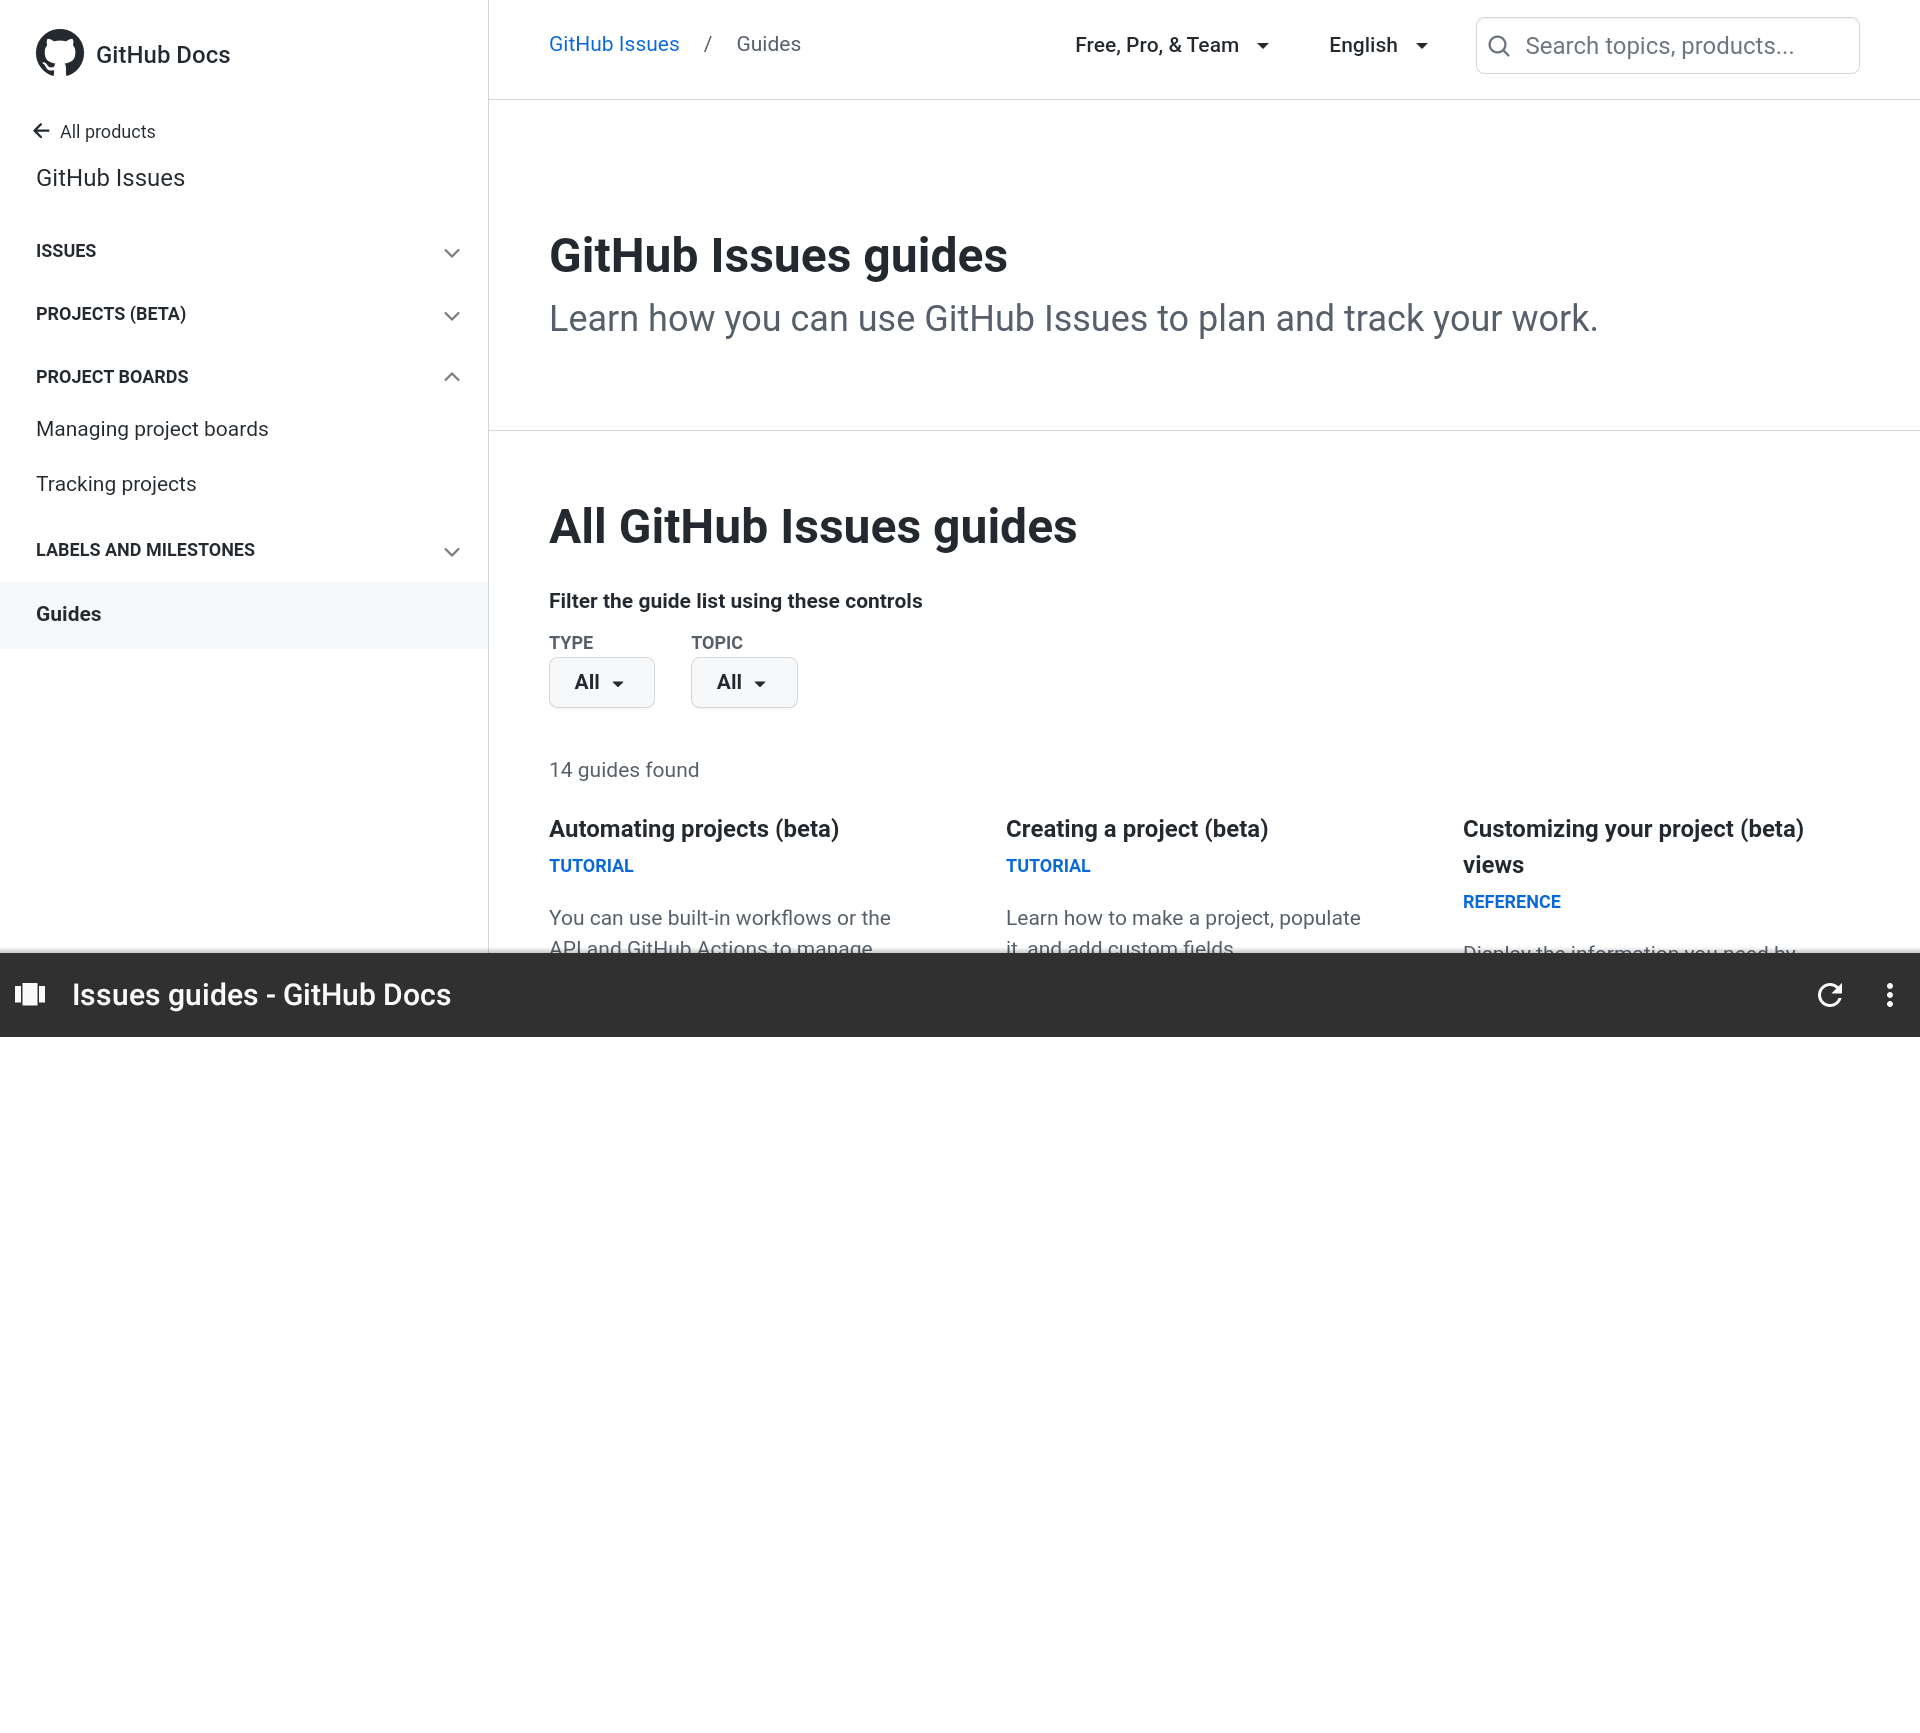 GitHub Docs
All products
GitHub Issues
ISSUES
PROJECTS (BETA)
PROJECT BOARDS
Managing project boards
Tracking projects
LABELS AND MILESTONES
Guides
GitHub Issues / Guides
Free, Pro, & Team
English
Search topics, products...
GitHub Issues guides
Learn how you can use GitHub Issues to plan and track your work.
All GitHub Issues guides
Filter the guide list using these controls
TYPE
All
TOPIC
All
14 guides found
Automating projects (beta)
TUTORIAL
You can use built-in workflows or the
API and GitHub Actions to manage
Creating a project (beta)
TUTORIAL
Learn how to make a project, populate
it, and add custom fields
Customizing your project (beta)
views
REFERENCE
Display the information you need by
Issues guides - GitHub Docs